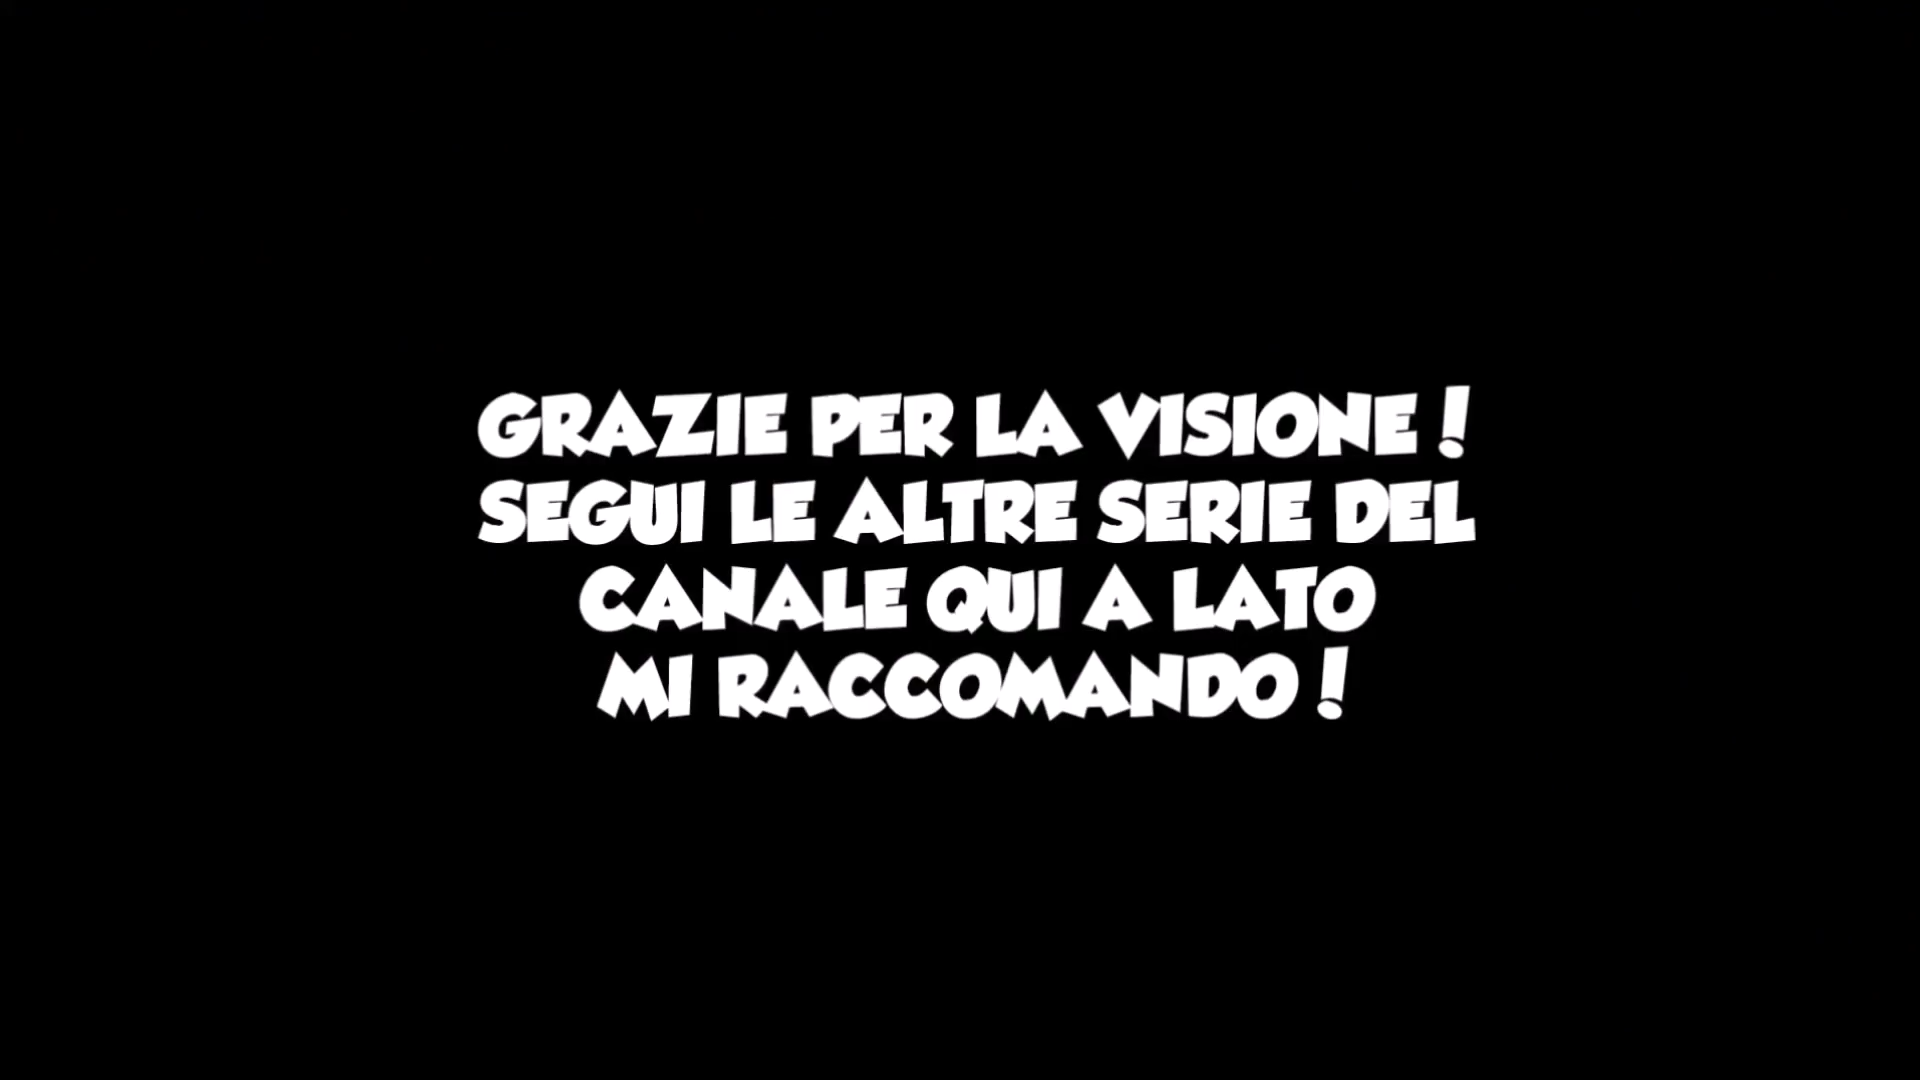 GRAZIE PER LA VISIONE!
SEGUI LE ALTRE SERIE DEL
CANALE QUI A LATO
MI RACCOMANDO!